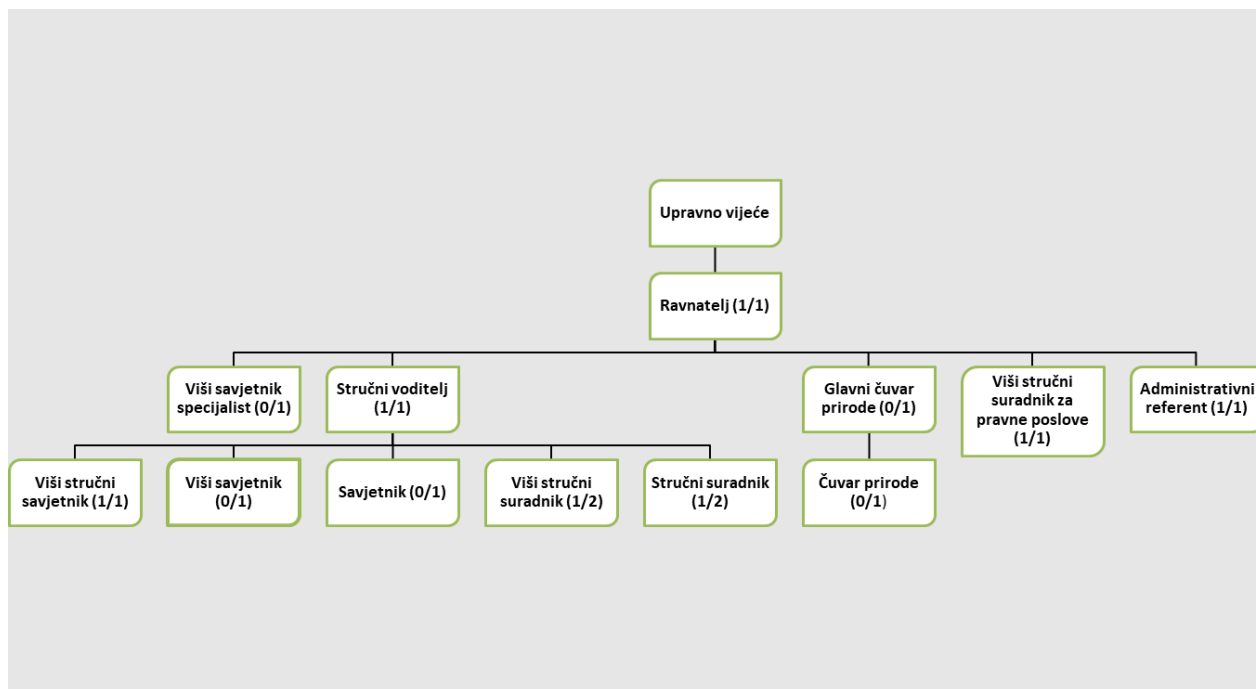 Upravno vijeće
Ravnatelj (1/1)
Viši savjetnik
specijalist (0/1)
Stručni voditelj
(1/1)
Glavni čuvar
prirode (0/1)
Viši stručni
suradnik za
pravne poslove
(1/1)
Administrativni
referent (1/1)
Viši stručni
savjetnik (1/1)
Viši savjetnik
(0/1)
Savjetnik (0/1)
Viši stručni
suradnik (1/2)
Stručni suradnik
(1/2)
Čuvar prirode
(0/1)